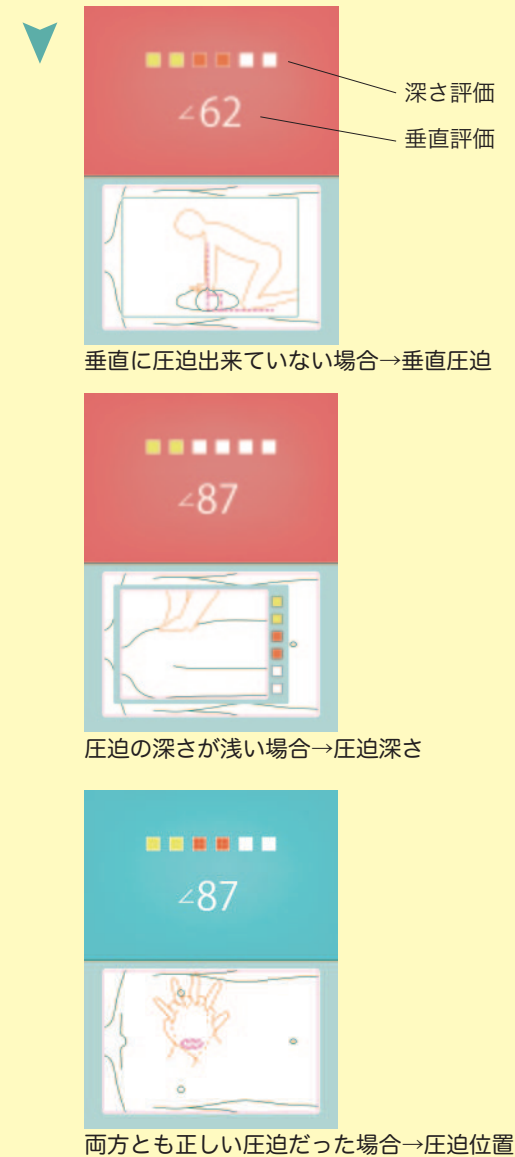 深さ評価
∠62
垂直評価
垂直に圧迫出来ていない場合→垂直圧迫
∠87
圧迫の深さが浅い場合→圧迫深さ
∠87
両方とも正しい圧迫だった場合→圧迫位置